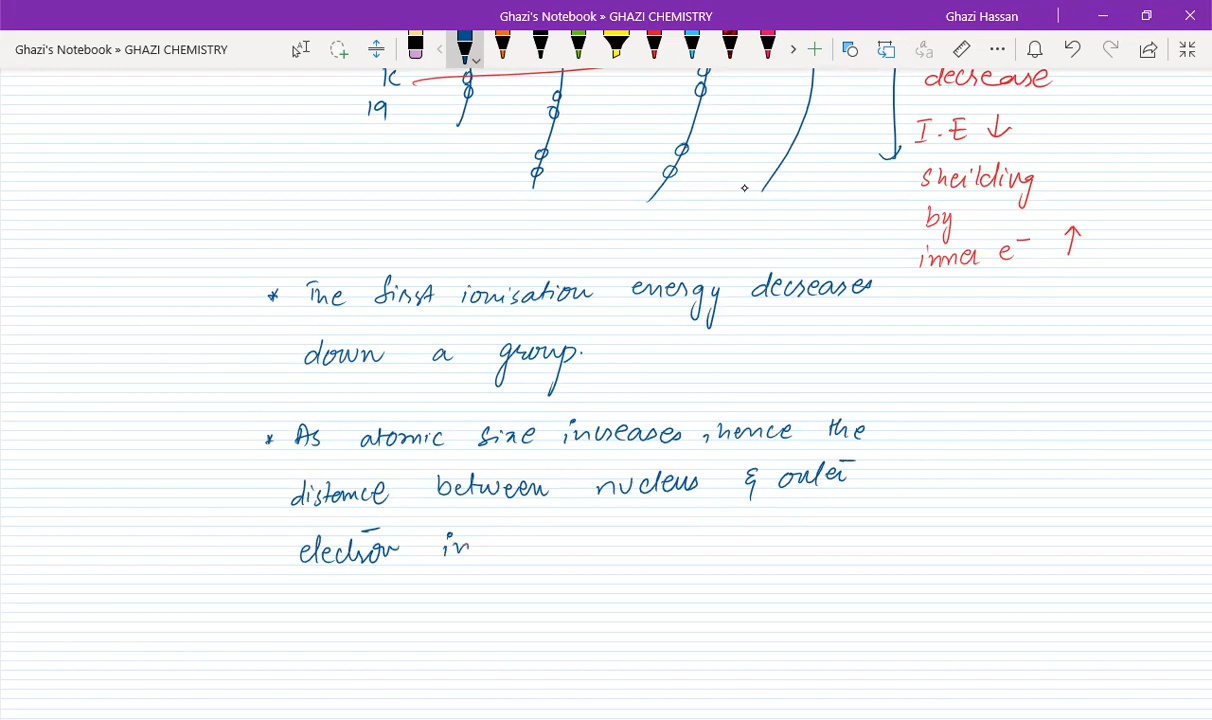 Ghazi's Notebook » GHAZI CHEMISTRY
Ghazi Hassan
Ghazi's Notebook » GHAZI CHEMISTRY
K
19
decrease
I.E ↓
sheilding
by
inner e⁻ ↑
* The first ionisation energy decreases
down a group.
* As atomic size increases, hence the
distance between nucleus & outer
electron in